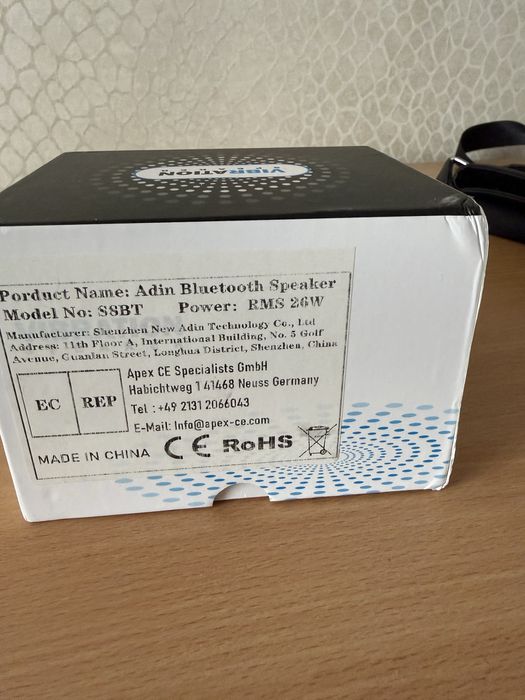 VIBRATION
Porduct Name: Adin Bluetooth Speaker
Model No: S8BT Power: RMS 26W
Manufacturer: Shenzhen New Adin Technology Co., Ltd
Address: 11th Floor A, International Building, No. 5 Golf
Avenue, Guanlan Street, Longhua District, Shenzhen, China
EC REP
Apex CE Specialists GmbH
Habichtweg 1 41468 Neuss Germany
Tel : +49 2131 2066043
E-Mail: Info@apex-ce.com
MADE IN CHINA CE RoHS